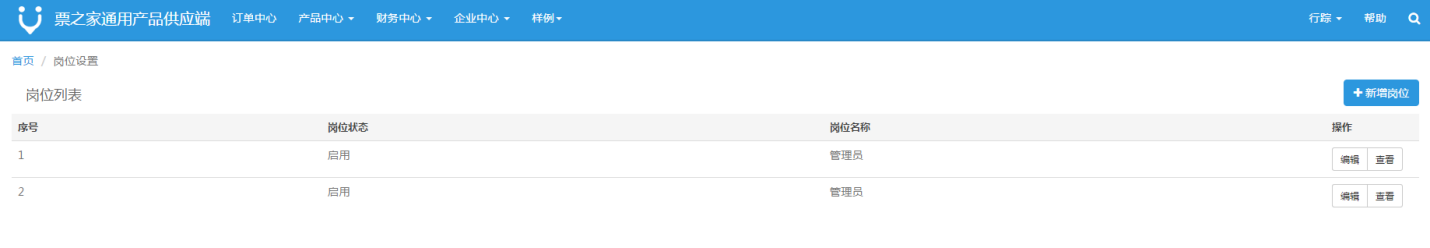 票之家通用产品供应端 订单中心 产品中心 财务中心 企业中心 样例 行踪 帮助
首页 / 岗位设置
岗位列表 新增岗位
序号 岗位状态 岗位名称 操作
1 启用 管理员 编辑 查看
2 启用 管理员 编辑 查看